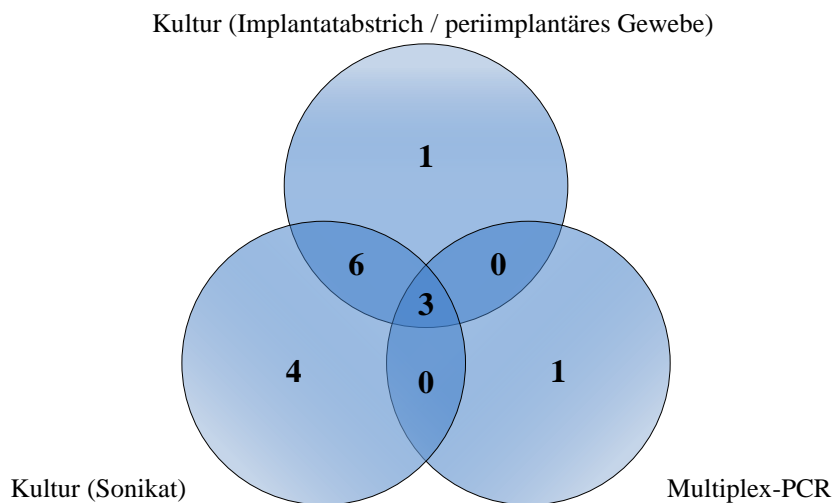 Kultur (Implantatabstrich / periimplantäres Gewebe)
1
6
0
3
4
0
1
Kultur (Sonikat)
Multiplex-PCR